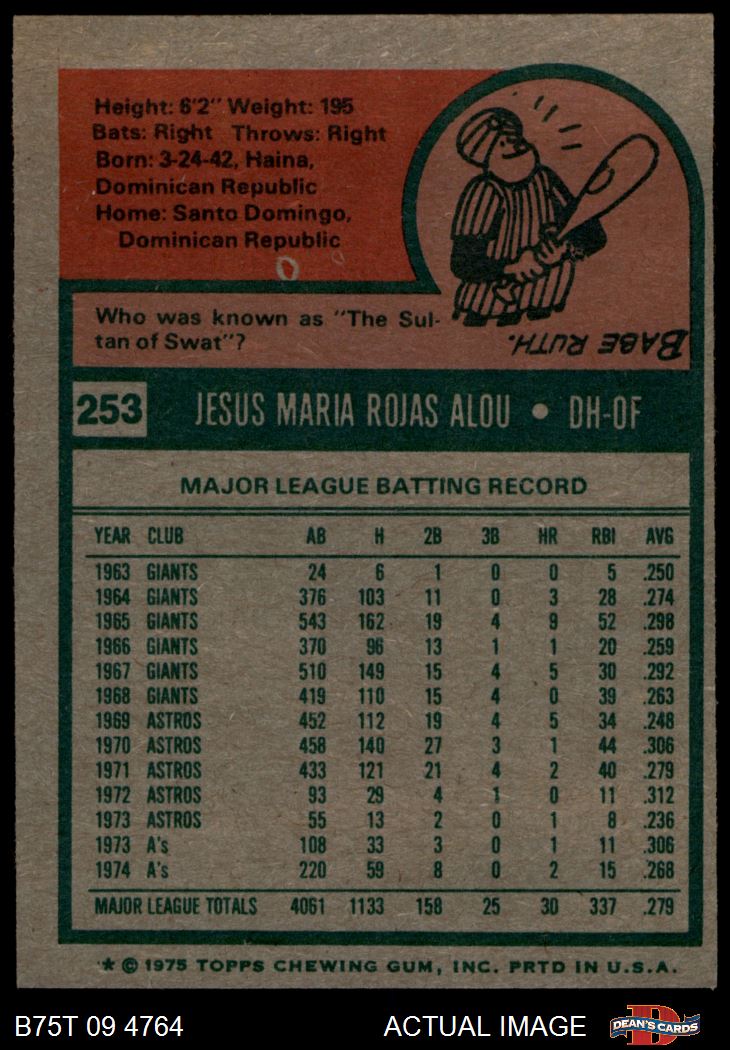 Height: 6'2" Weight: 195
Bats: Right Throws: Right
Born: 3-24-42, Haina,
Dominican Republic
Home: Santo Domingo,
Dominican Republic
Who was known as "The Sul-
tan of Swat"?
BABE RUTH.
253 JESUS MARIA ROJAS ALOU • DH-OF
MAJOR LEAGUE BATTING RECORD
YEAR CLUB AB H 2B 3B HR RBI AVG
1963 GIANTS 24 6 1 0 0 5 .250
1964 GIANTS 376 103 11 0 3 28 .274
1965 GIANTS 543 162 19 4 9 52 .298
1966 GIANTS 370 96 13 1 1 20 .259
1967 GIANTS 510 149 15 4 5 30 .292
1968 GIANTS 419 110 15 4 0 39 .263
1969 ASTROS 452 112 19 4 5 34 .248
1970 ASTROS 458 140 27 3 1 44 .306
1971 ASTROS 433 121 21 4 2 40 .279
1972 ASTROS 93 29 4 1 0 11 .312
1973 ASTROS 55 13 2 0 1 8 .236
1973 A's 108 33 3 0 1 11 .306
1974 A's 220 59 8 0 2 15 .268
MAJOR LEAGUE TOTALS 4061 1133 158 25 30 337 .279
* © 1975 TOPPS CHEWING GUM, INC. PRTD IN U.S.A.
B75T 09 4764 ACTUAL IMAGE DEAN'S CARDS